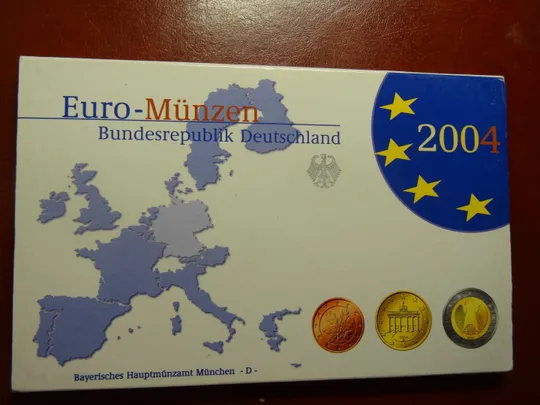 Euro-Münzen
Bundesrepublik Deutschland
2004
Bayerisches Hauptmünzamt München - D -